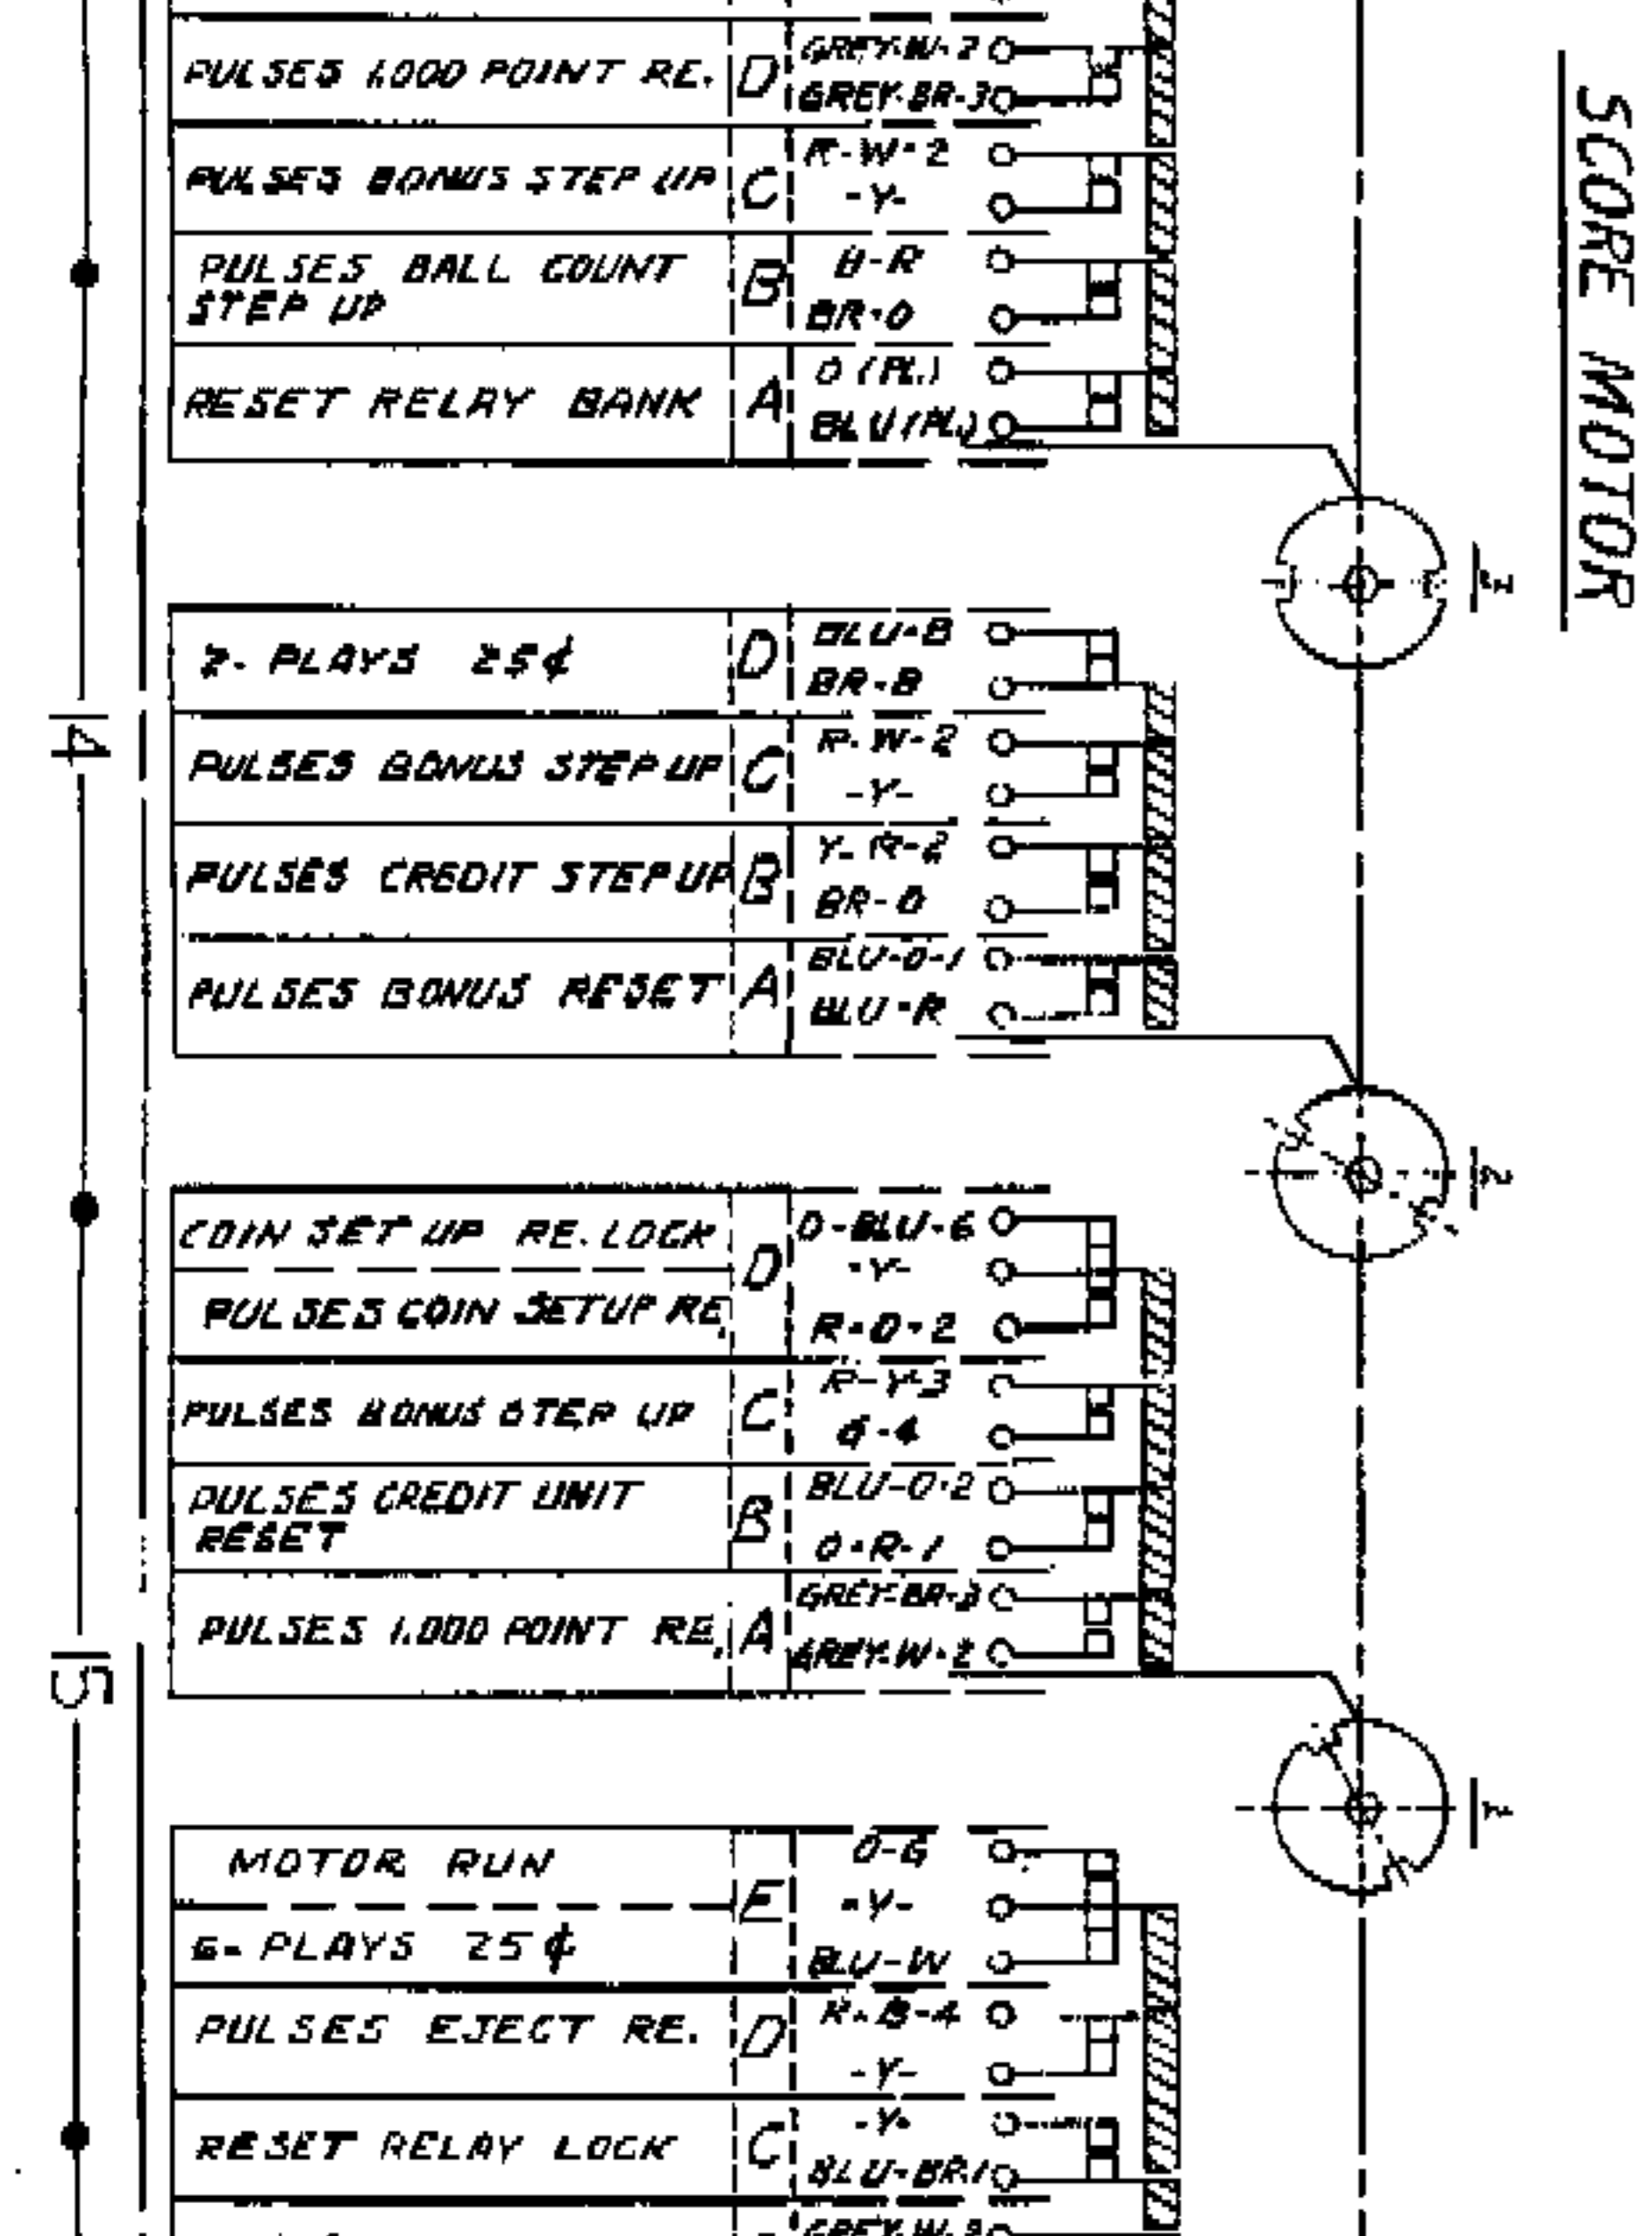 SCORE MOTOR
PULSES 1.000 POINT RE. D GREY-W-2
GREY-BR-3
PULSES BONUS STEP UP C R-W-2
-Y-
PULSES BALL COUNT
STEP UP B B-R
BR-O
RESET RELAY BANK A O (PL.)
BLU (PL.)
2- PLAYS 25¢ D BLU-B
BR-B
14
PULSES BONUS STEP UP C R-W-2
-Y-
PULSES CREDIT STEP UP B Y-R-2
BR-O
PULSES BONUS RESET A BLU-O-1
BLU-R
2
COIN SET UP RE. LOCK D O-BLU-6
-Y-
PULSES COIN SETUP RE. R-O-2
PULSES BONUS STEP UP C R-Y-3
G-4
PULSES CREDIT UNIT
RESET B BLU-O-2
O-R-1
PULSES 1.000 POINT RE. A GREY-BR-3
GREY-W-2
15
MOTOR RUN E O-G
-Y-
6- PLAYS 25¢ BLU-W
PULSES EJECT RE. D R-B-4
-Y-
RESET RELAY LOCK C -Y-
BLU-BR-1